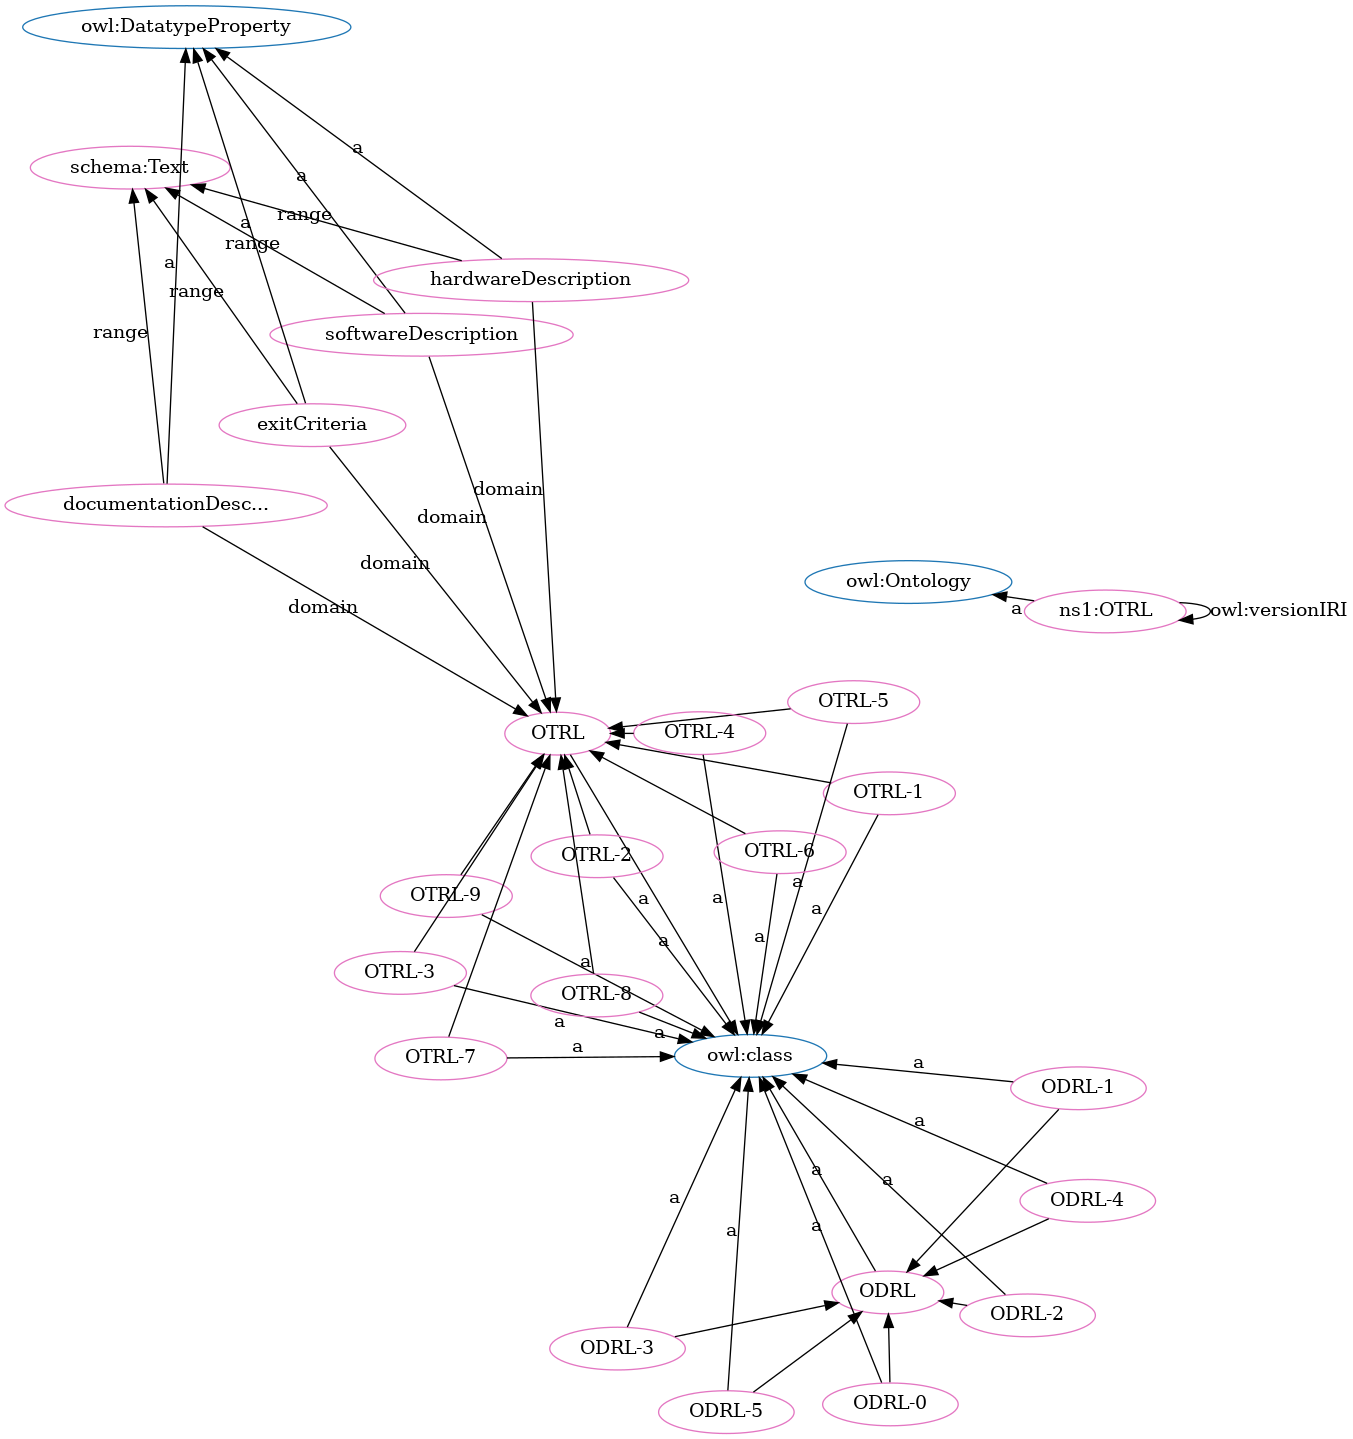 owl:DatatypeProperty
a
schema:Text
a
range
a
range
a
range
hardwareDescription
range
softwareDescription
exitCriteria
domain
documentationDesc...
domain
domain
domain
owl:Ontology
a
ns1:OTRL
owl:versionIRI
OTRL-5
OTRL
OTRL-4
OTRL-1
OTRL-2
OTRL-6
a
OTRL-9
a
a
a
a
a
a
OTRL-3
OTRL-8
a
a
a
OTRL-7
owl:class
a
ODRL-1
a
a
a
a
ODRL-4
a
a
ODRL
ODRL-2
ODRL-3
ODRL-5
ODRL-0